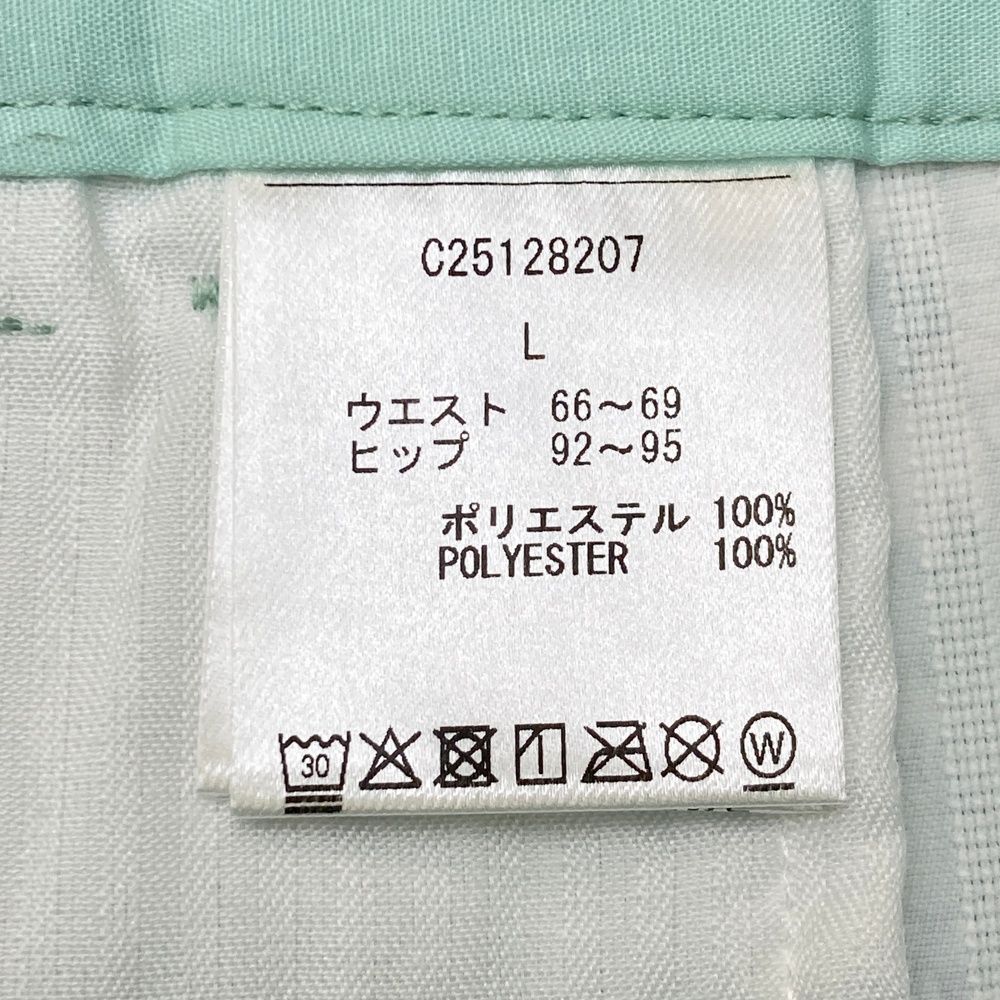 C25128207
L
ウエスト 66～69
ヒップ 92～95
ポリエステル 100%
POLYESTER 100%
30 W